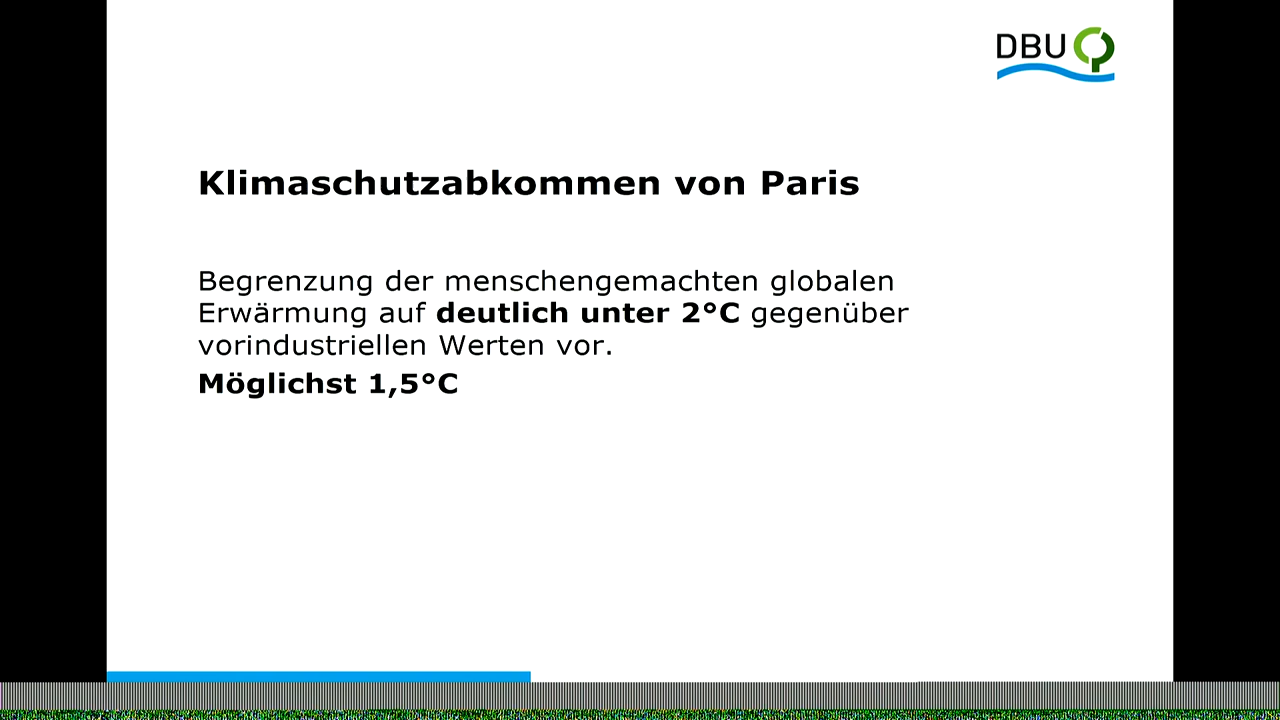 DBU
Klimaschutzabkommen von Paris
Begrenzung der menschengemachten globalen
Erwärmung auf deutlich unter 2°C gegenüber
vorindustriellen Werten vor.
Möglichst 1,5°C